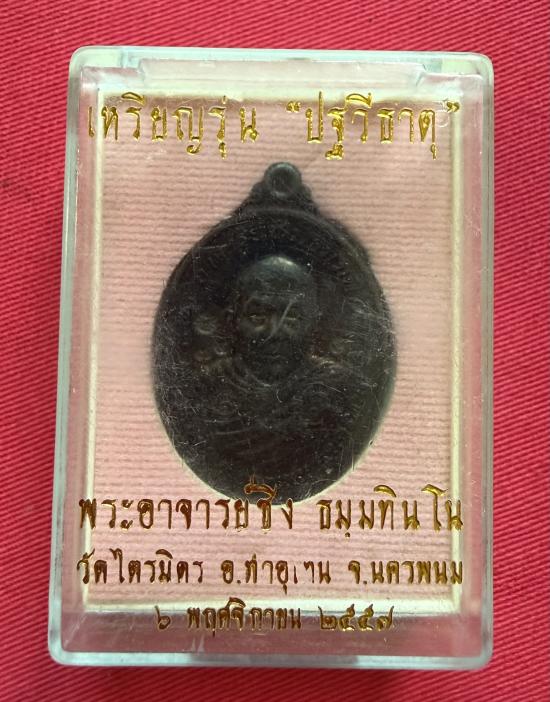 เหรียญรุ่น "ปฐวีธาตุ"
พระอาจารย์ซึง ธมฺมทินโน
วัดไตรมิตร อ.ท่าอุเทน จ.นครพนม
๖ พฤศจิกายน ๒๕๕๗